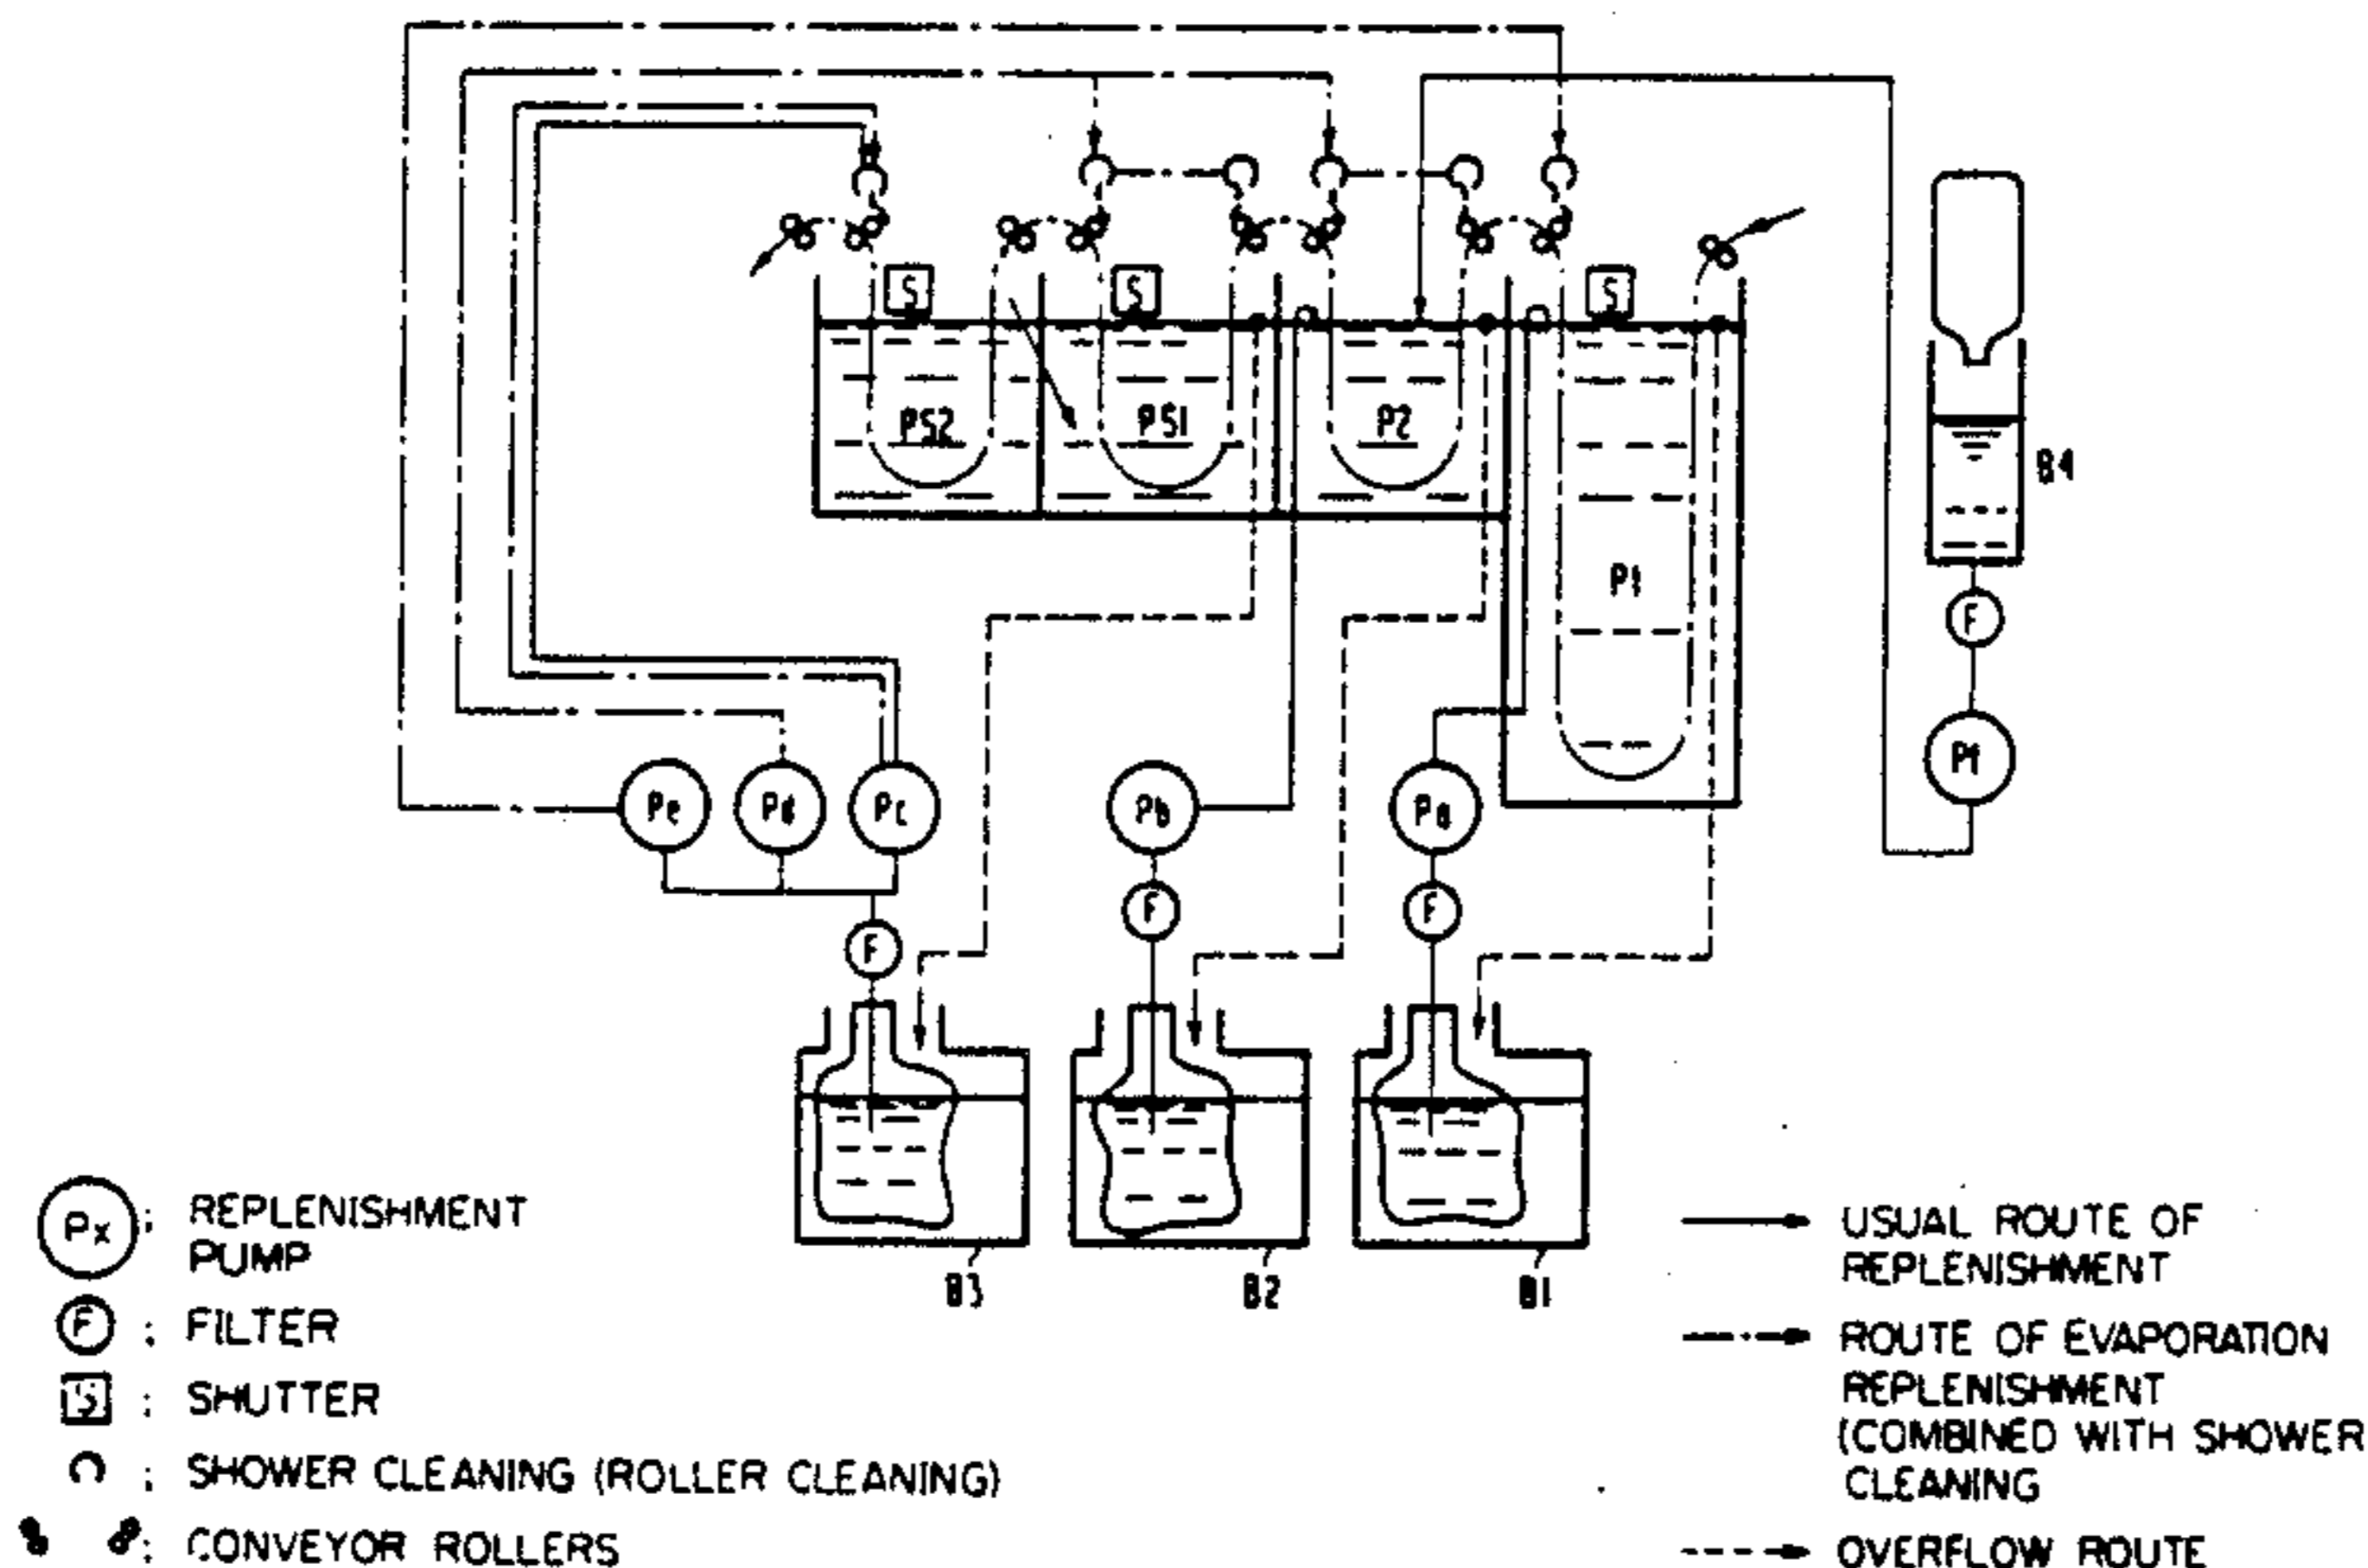 S
S
S
PS2
PS1
P2
P1
B4
F
Pf
Pe
Pd
Pc
Pb
Pa
F
F
F
B3
B2
B1
Px; REPLENISHMENT
PUMP
F : FILTER
S : SHUTTER
; SHOWER CLEANING (ROLLER CLEANING)
; CONVEYOR ROLLERS
USUAL ROUTE OF
REPLENISHMENT
ROUTE OF EVAPORATION
REPLENISHMENT
(COMBINED WITH SHOWER
CLEANING
OVERFLOW ROUTE